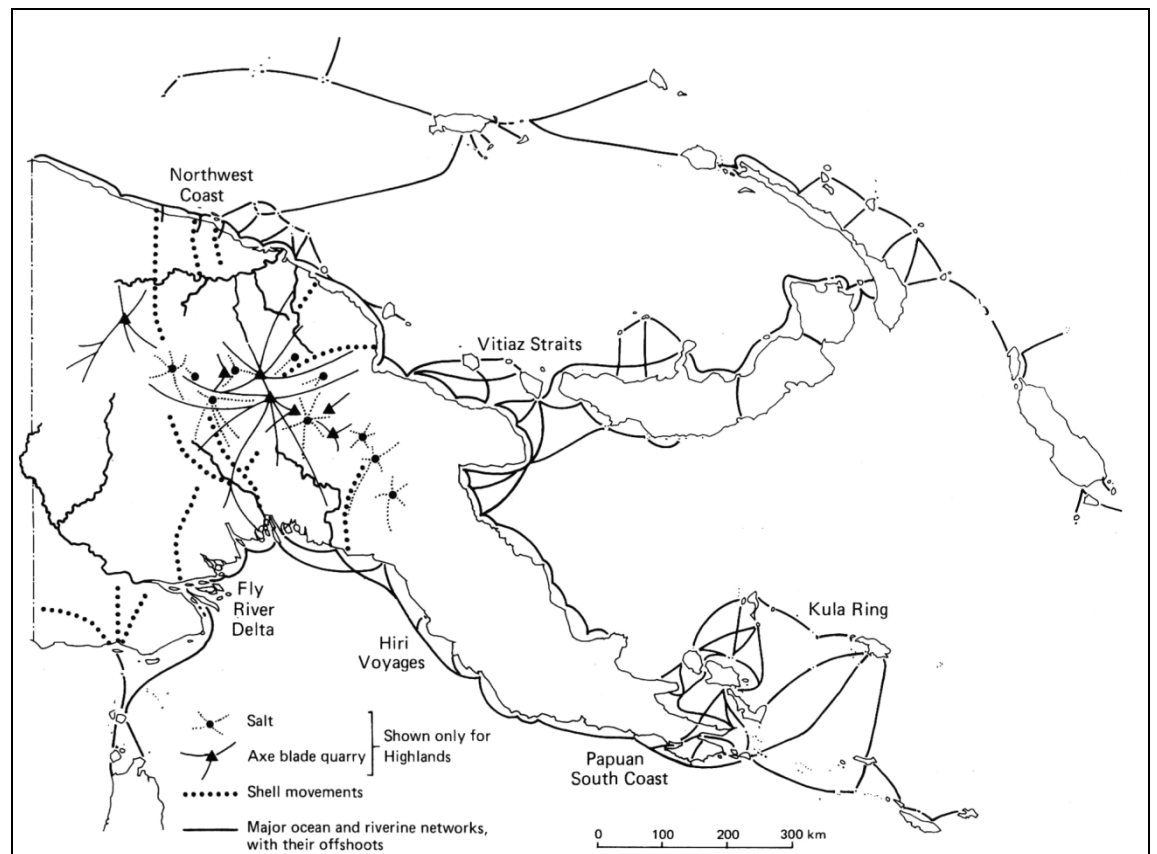 Northwest
Coast
Vitiaz Straits
Kula Ring
Fly
River
Delta
Hiri
Voyages
Papuan
South Coast
Salt
Axe blade quarry
Shown only for
Highlands
Shell movements
Major ocean and riverine networks,
with their offshoots
0 100 200 300 km